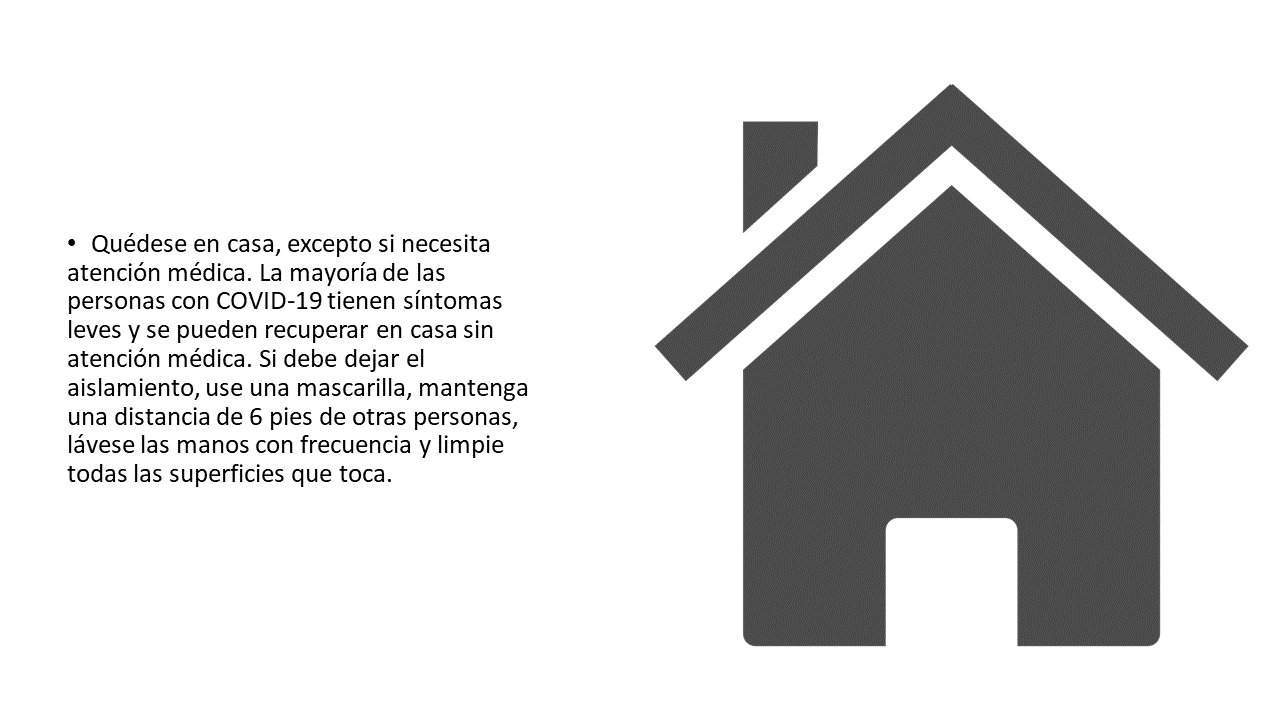 • Quédese en casa, excepto si necesita
atención médica. La mayoría de las
personas con COVID-19 tienen síntomas
leves y se pueden recuperar en casa sin
atención médica. Si debe dejar el
aislamiento, use una mascarilla, mantenga
una distancia de 6 pies de otras personas,
lávese las manos con frecuencia y limpie
todas las superficies que toca.